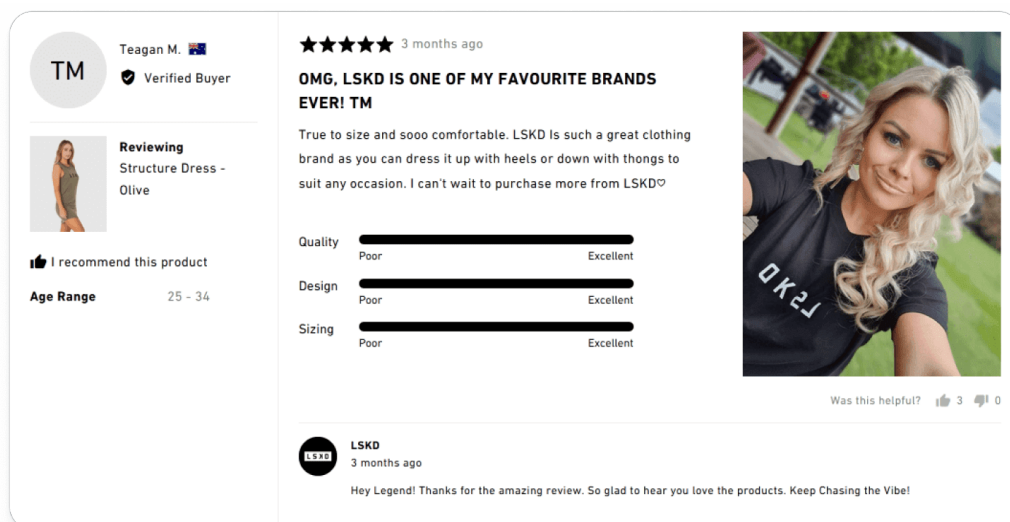 TM
Teagan M.
Verified Buyer
Reviewing
Structure Dress -
Olive
I recommend this product
Age Range 25 - 34
3 months ago
OMG, LSKD IS ONE OF MY FAVOURITE BRANDS
EVER! TM
True to size and sooo comfortable. LSKD Is such a great clothing
brand as you can dress it up with heels or down with thongs to
suit any occasion. I can't wait to purchase more from LSKD♡
Quality
Poor Excellent
Design
Poor Excellent
Sizing
Poor Excellent
LSKD
Was this helpful? 3 0
LSKD
LSKD
3 months ago
Hey Legend! Thanks for the amazing review. So glad to hear you love the products. Keep Chasing the Vibe!